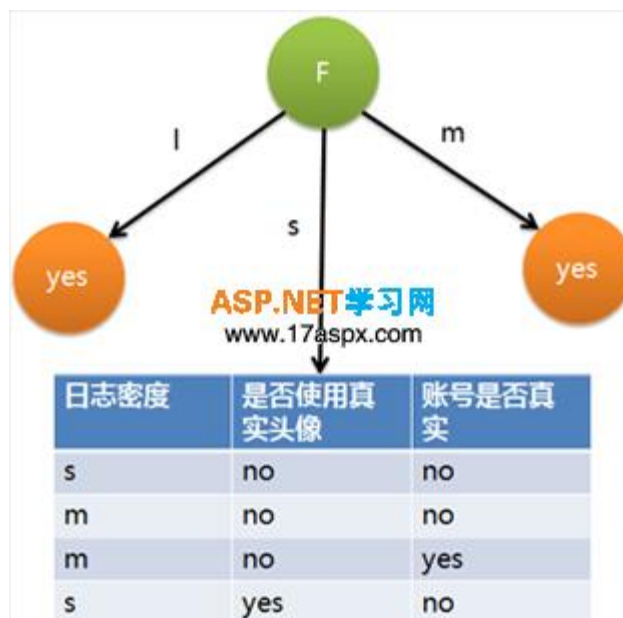 F
l
m
s
yes
yes
ASP.NET学习网
www.17aspx.com
日志密度 是否使用真实头像 账号是否真实
s no no
m no no
m no yes
s yes no